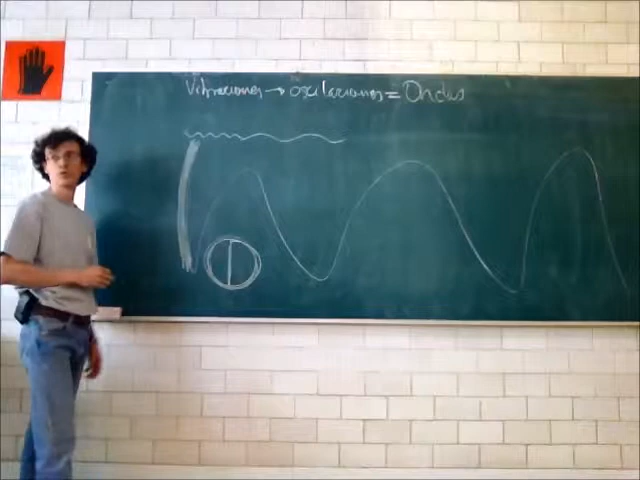 Vibraciones → oscilaciones = Ondas